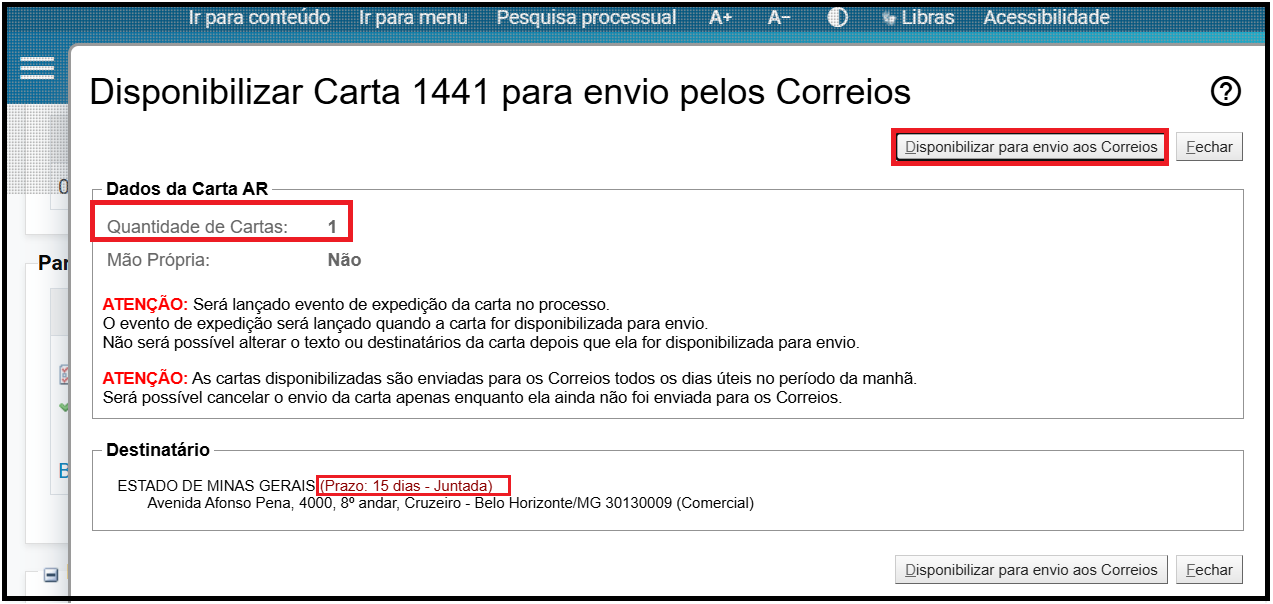 Ir para conteúdo Ir para menu Pesquisa processual A+ A− Libras Acessibilidade
Disponibilizar Carta 1441 para envio pelos Correios
Disponibilizar para envio aos Correios Fechar
Dados da Carta AR
Quantidade de Cartas: 1
Mão Própria: Não
ATENÇÃO: Será lançado evento de expedição da carta no processo.
O evento de expedição será lançado quando a carta for disponibilizada para envio.
Não será possível alterar o texto ou destinatários da carta depois que ela for disponibilizada para envio.
ATENÇÃO: As cartas disponibilizadas são enviadas para os Correios todos os dias úteis no período da manhã.
Será possível cancelar o envio da carta apenas enquanto ela ainda não foi enviada para os Correios.
Destinatário
ESTADO DE MINAS GERAIS (Prazo: 15 dias - Juntada)
Avenida Afonso Pena, 4000, 8º andar, Cruzeiro - Belo Horizonte/MG 30130009 (Comercial)
Disponibilizar para envio aos Correios Fechar